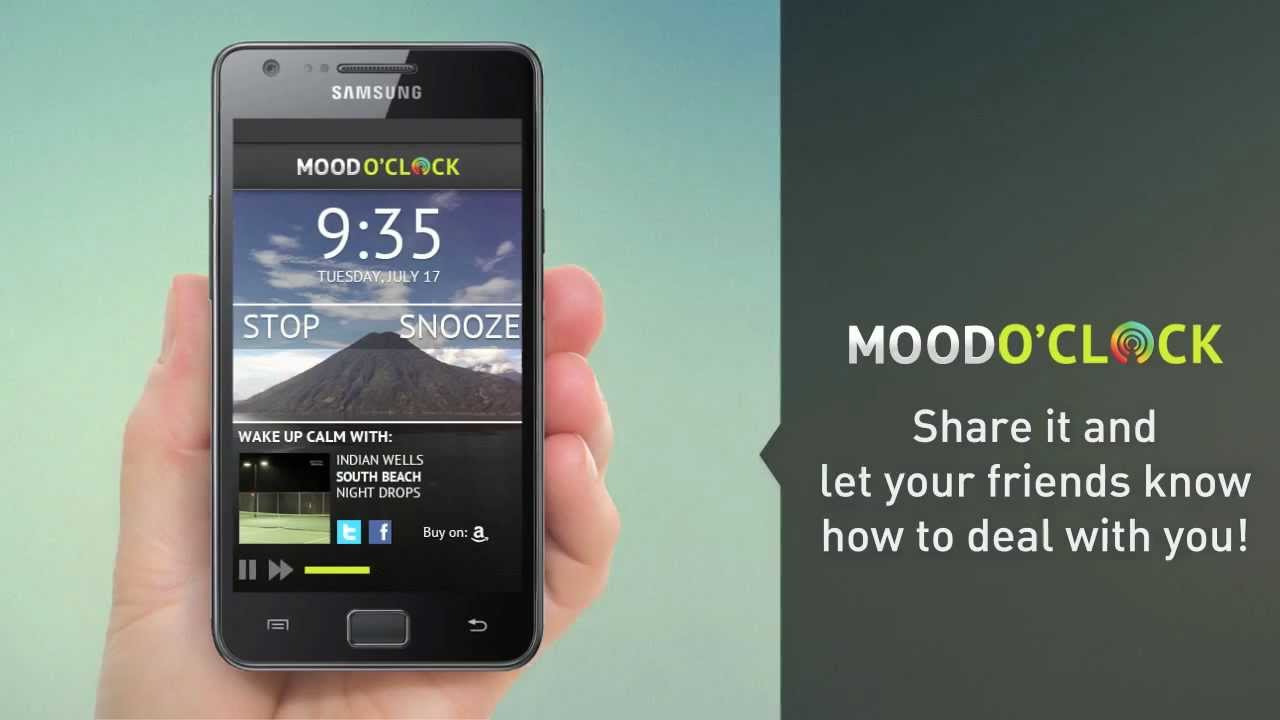 SAMSUNG
MOOD O'CLOCK
9:35
TUESDAY, JULY 17
STOP SNOOZE
WAKE UP CALM WITH:
INDIAN WELLS
SOUTH BEACH
NIGHT DROPS
t f Buy on: a
MOODO'CLOCK
Share it and
let your friends know
how to deal with you!